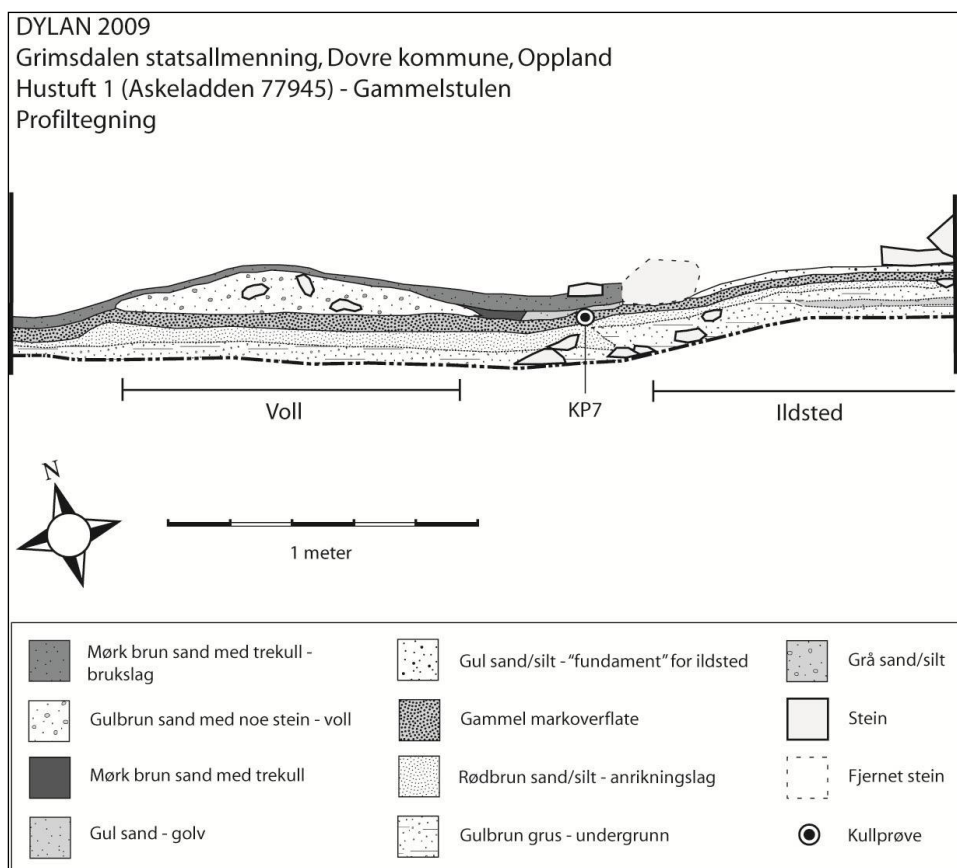 DYLAN 2009
Grimsdalen statsallmenning, Dovre kommune, Oppland
Hustuft 1 (Askeladden 77945) - Gammelstulen
Profiltegning
Voll
KP7
Ildsted
N
1 meter
Mørk brun sand med trekull -
brukslag
Gulbrun sand med noe stein - voll
Mørk brun sand med trekull
Gul sand - golv
Gul sand/silt - “fundament” for ildsted
Gammel markoverflate
Rødbrun sand/silt - anrikningslag
Gulbrun grus - undergrunn
Grå sand/silt
Stein
Fjernet stein
Kullprøve